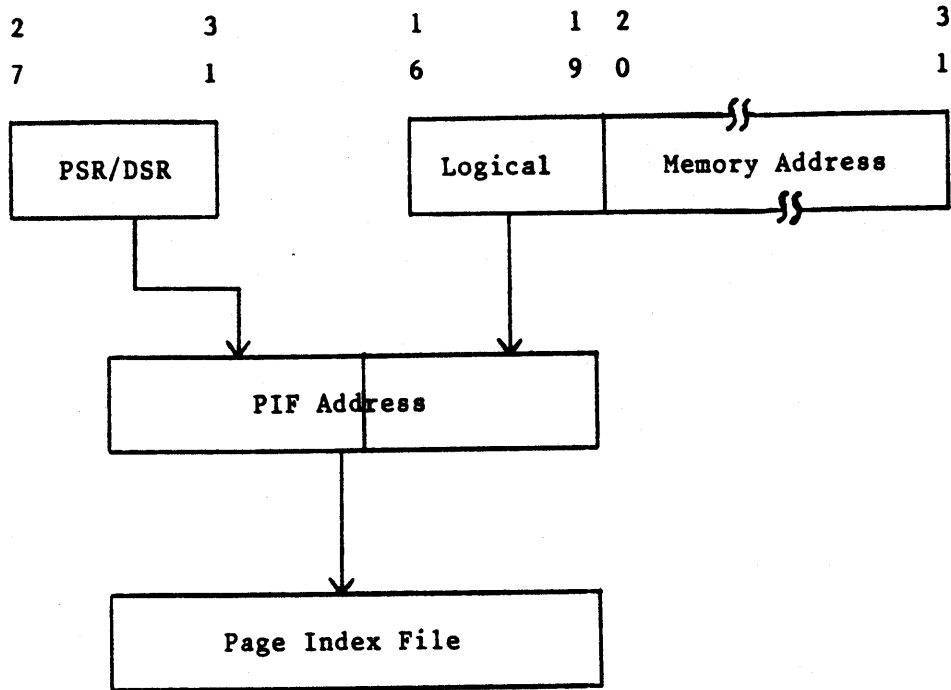 2 3 1 1 2 3
7 1 6 9 0 1
PSR/DSR
Logical Memory Address
PIF Address
Page Index File